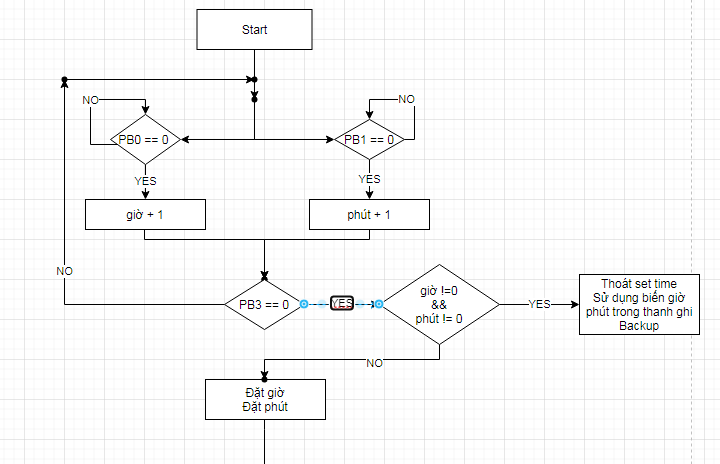 Start
NO
NO
PB0 == 0
PB1 == 0
YES
YES
giờ + 1
phút + 1
NO
PB3 == 0
YES
giờ !=0
&&
phút != 0
YES
Thoát set time
Sử dụng biến giờ
phút trong thanh ghi
Backup
NO
Đặt giờ
Đặt phút